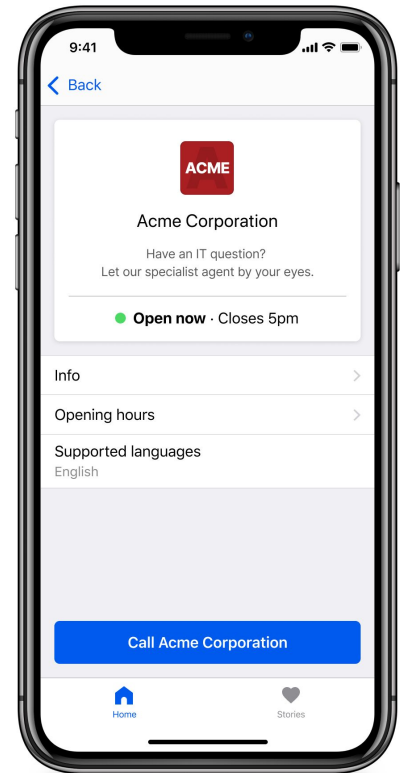 9:41
Back
ACME
Acme Corporation
Have an IT question?
Let our specialist agent by your eyes.
Open now · Closes 5pm
Info
Opening hours
Supported languages
English
Call Acme Corporation
Home
Stories